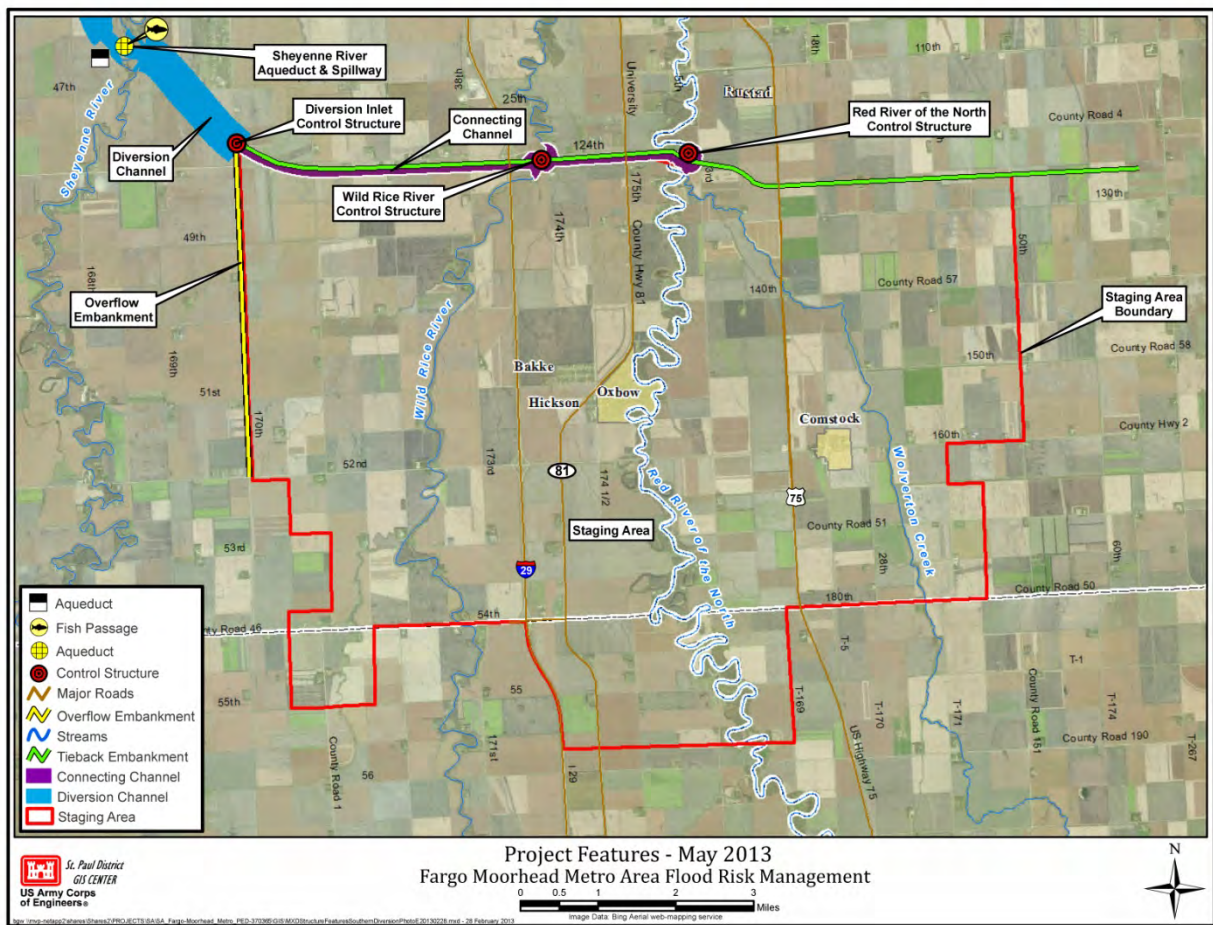 18th
110th
Sheyenne River
Aqueduct & Spillway
38th
University
5th
Rustad
47th
25th
Diversion Inlet
Control Structure
Connecting
Channel
Red River of the North
Control Structure
County Road 4
Sheyenne River
Diversion
Channel
124th
Wild Rice River
Control Structure
175th
130th
174th
49th
50th
168th
County Hwy 81
Overflow
Embankment
140th
County Road 57
Staging Area
Boundary
Wild Rice River
169th
150th
County Road 58
Bakke
51st
Oxbow
Hickson
170th
Comstock
County Hwy 2
160th
52nd
173rd
81
174 1/2
Red River of the North
75
Wolverton Creek
Staging Area
County Road 51
53rd
28th
60th
29
County Road 50
180th
54th
nty Road 46
T-5
T-1
55th
55
T-169
T-170
T-171
County Road 181
T-174
171st
US Highway 75
County Road 190
T-267
County Road 1
56
I 29
Aqueduct
Fish Passage
Aqueduct
Control Structure
Major Roads
Overflow Embankment
Streams
Tieback Embankment
Connecting Channel
Diversion Channel
Staging Area
St. Paul District
GIS CENTER
US Army Corps
of Engineers®
Project Features - May 2013
Fargo Moorhead Metro Area Flood Risk Management
0 0.5 1 2 3
Miles
Image Data: Bing Aerial web-mapping service
N